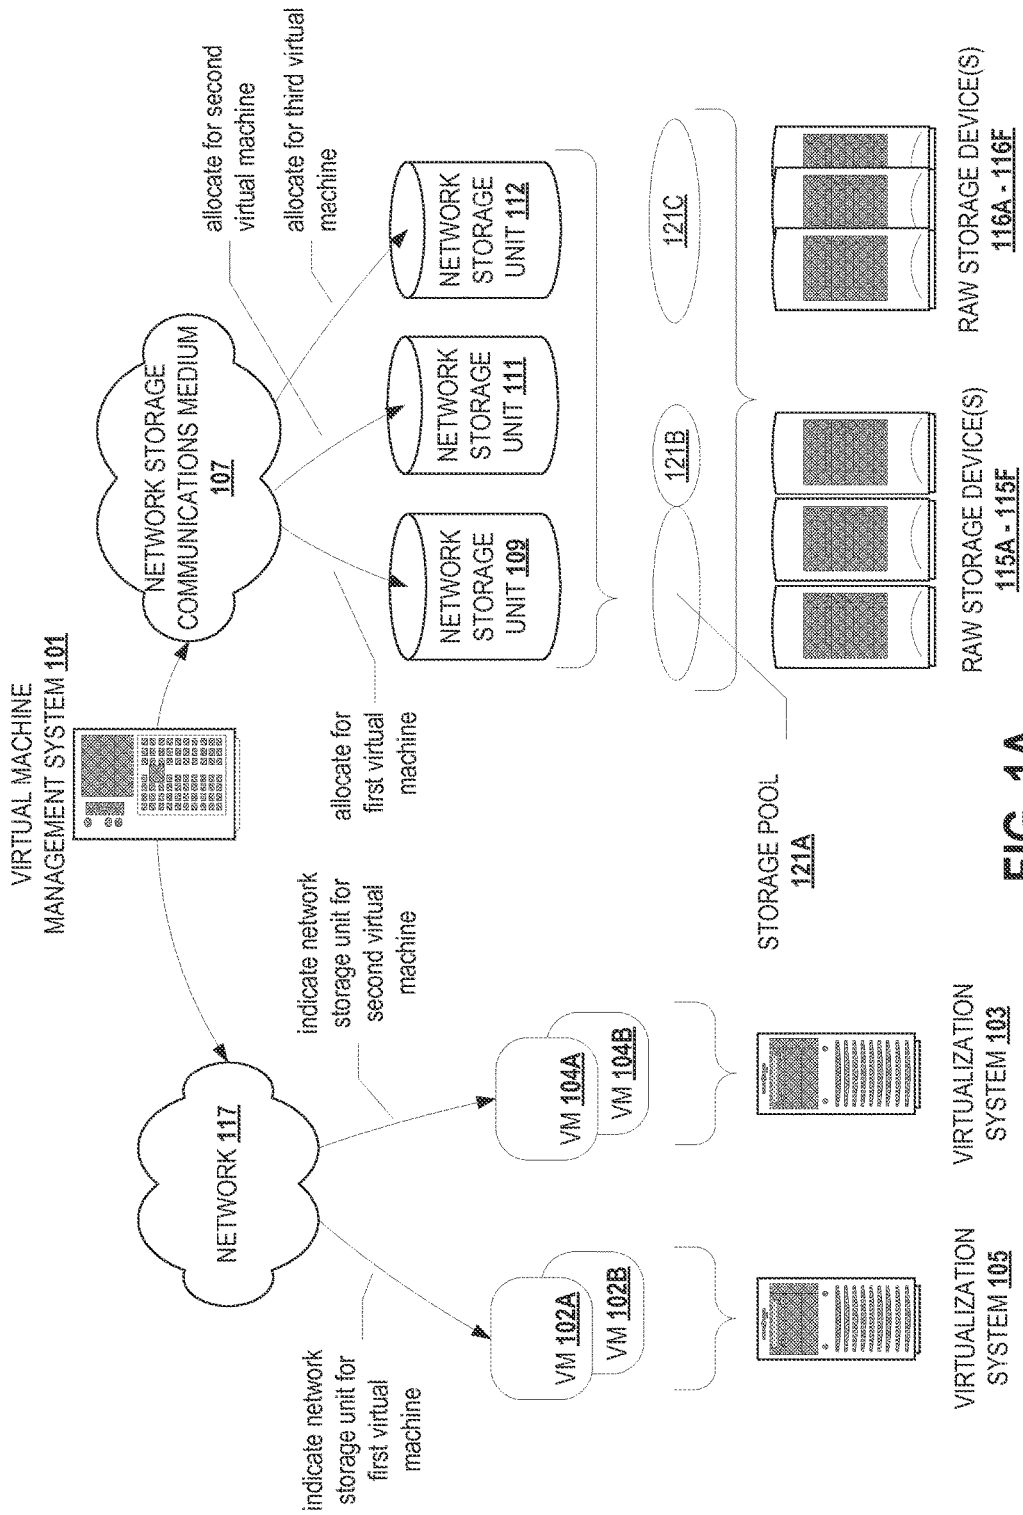 VIRTUAL MACHINE
MANAGEMENT SYSTEM 101
NETWORK 117
NETWORK STORAGE
COMMUNICATIONS MEDIUM
107
indicate network
storage unit for
first virtual
machine
indicate network
storage unit for
second virtual
machine
allocate for
first virtual
machine
allocate for second
virtual machine
allocate for third virtual
machine
VM 102A
VM 102B
VM 104A
VM 104B
NETWORK
STORAGE
UNIT 109
NETWORK
STORAGE
UNIT 111
NETWORK
STORAGE
UNIT 112
STORAGE POOL
121A
121B
121C
VIRTUALIZATION
SYSTEM 105
VIRTUALIZATION
SYSTEM 103
RAW STORAGE DEVICE(S)
115A - 115F
RAW STORAGE DEVICE(S)
116A - 116F
FIG. 1A